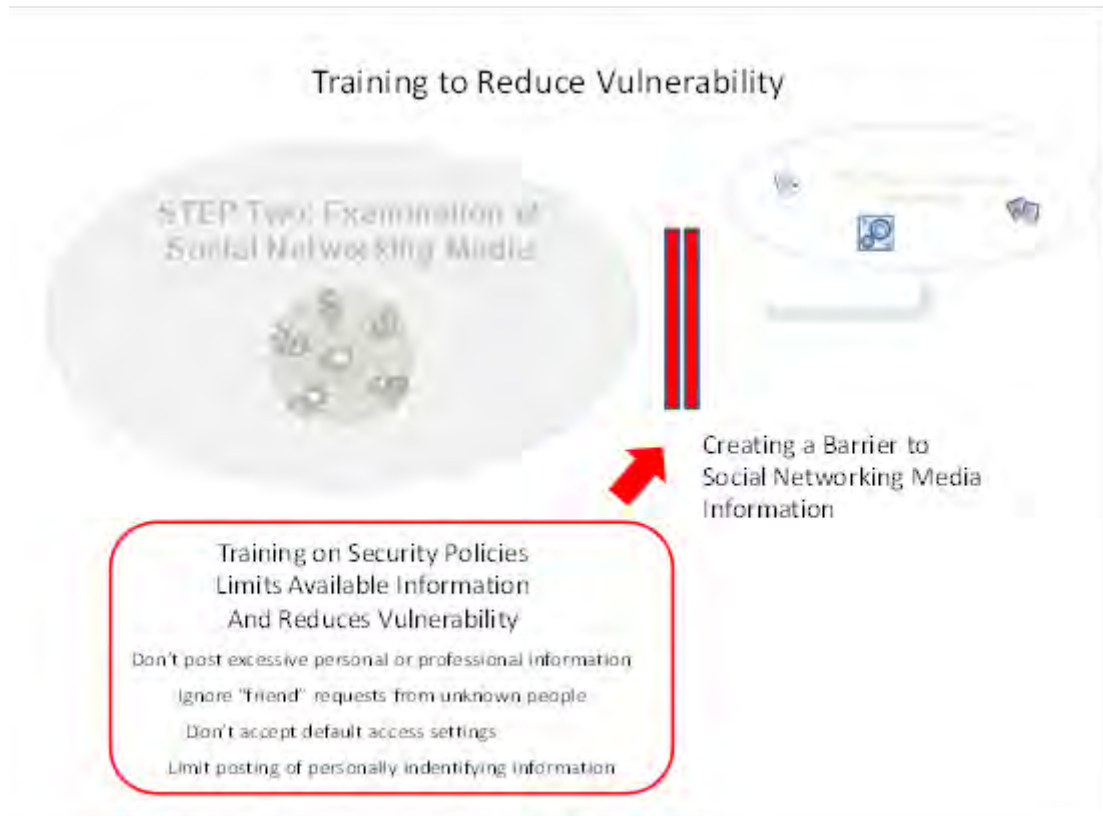 Training to Reduce Vulnerability
STEP Two: Examination of
Social Networking Media
Creating a Barrier to
Social Networking Media
Information
Training on Security Policies
Limits Available Information
And Reduces Vulnerability
Don't post excessive personal or professional information
Ignore "friend" requests from unknown people
Don't accept default access settings
Limit posting of personally indentifying information